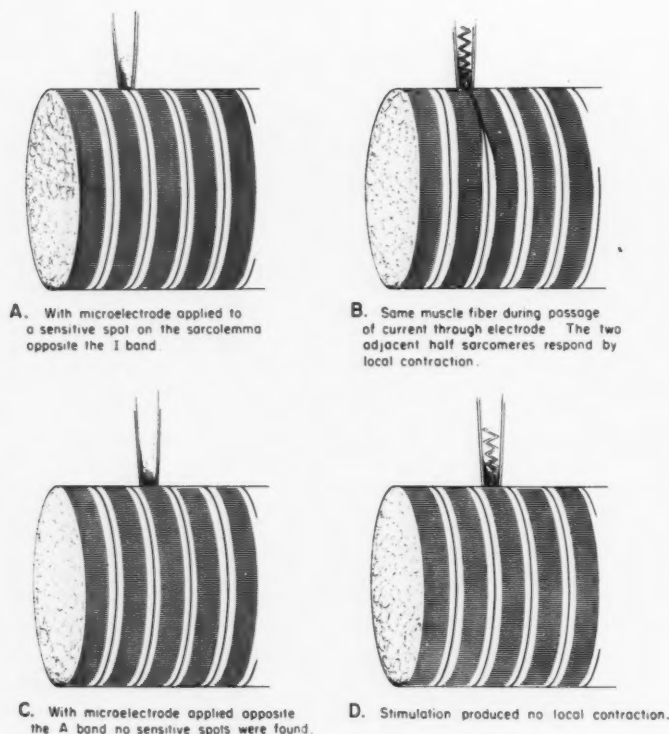 A. With microelectrode applied to
a sensitive spot on the sarcolemma
opposite the I band.
B. Same muscle fiber during passage
of current through electrode The two
adjacent half sarcomeres respond by
local contraction.
C. With microelectrode applied opposite
the A band no sensitive spots were found.
D. Stimulation produced no local contraction.